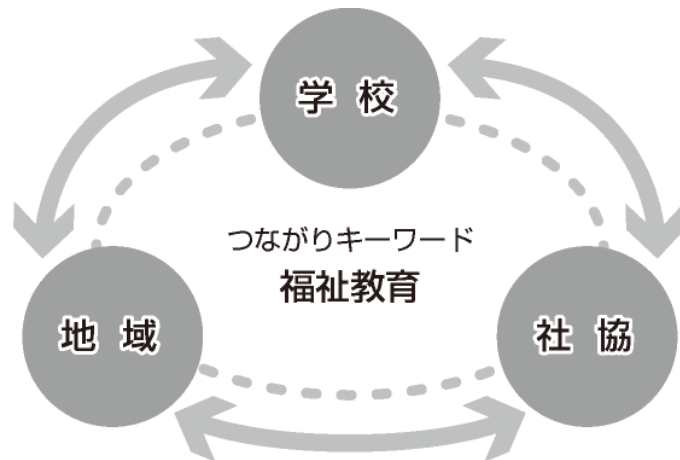 学校
つながりキーワード
福祉教育
地域
社協